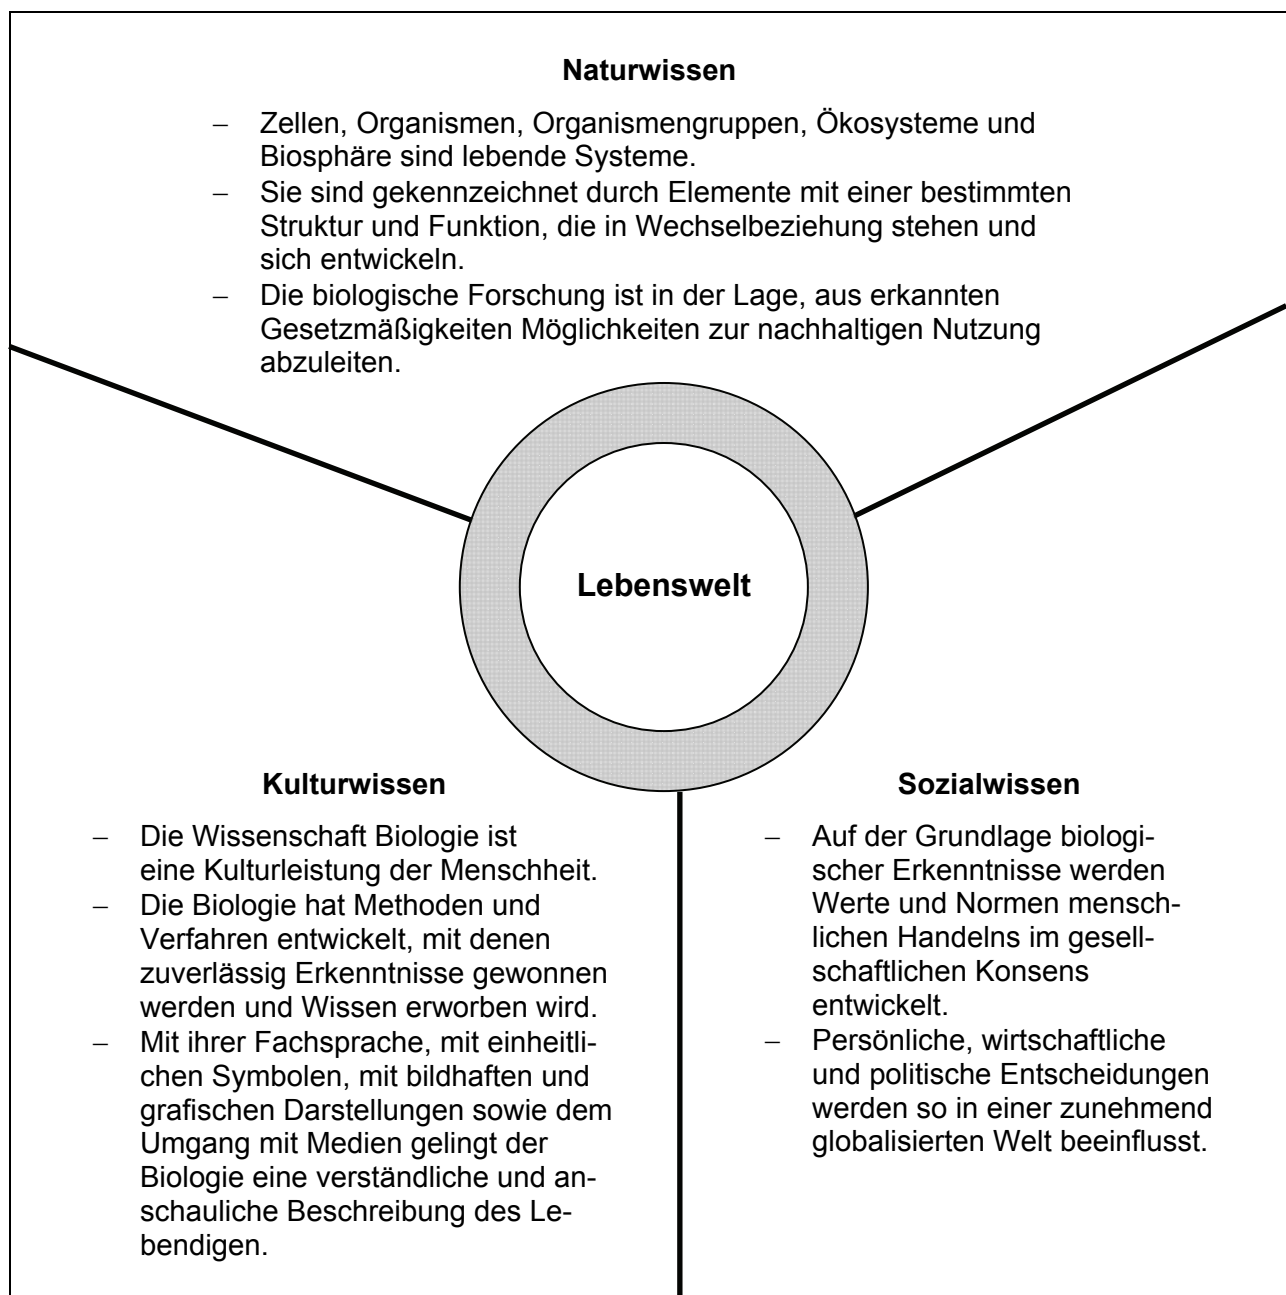 Naturwissen
– Zellen, Organismen, Organismengruppen, Ökosysteme und
Biosphäre sind lebende Systeme.
– Sie sind gekennzeichnet durch Elemente mit einer bestimmten
Struktur und Funktion, die in Wechselbeziehung stehen und
sich entwickeln.
– Die biologische Forschung ist in der Lage, aus erkannten
Gesetzmäßigkeiten Möglichkeiten zur nachhaltigen Nutzung
abzuleiten.
Lebenswelt
Kulturwissen
– Die Wissenschaft Biologie ist
eine Kulturleistung der Menschheit.
– Die Biologie hat Methoden und
Verfahren entwickelt, mit denen
zuverlässig Erkenntnisse gewonnen
werden und Wissen erworben wird.
– Mit ihrer Fachsprache, mit einheitli-
chen Symbolen, mit bildhaften und
grafischen Darstellungen sowie dem
Umgang mit Medien gelingt der
Biologie eine verständliche und an-
schauliche Beschreibung des Le-
bendigen.
Sozialwissen
– Auf der Grundlage biologi-
scher Erkenntnisse werden
Werte und Normen mensch-
lichen Handelns im gesell-
schaftlichen Konsens
entwickelt.
– Persönliche, wirtschaftliche
und politische Entscheidungen
werden so in einer zunehmend
globalisierten Welt beeinflusst.